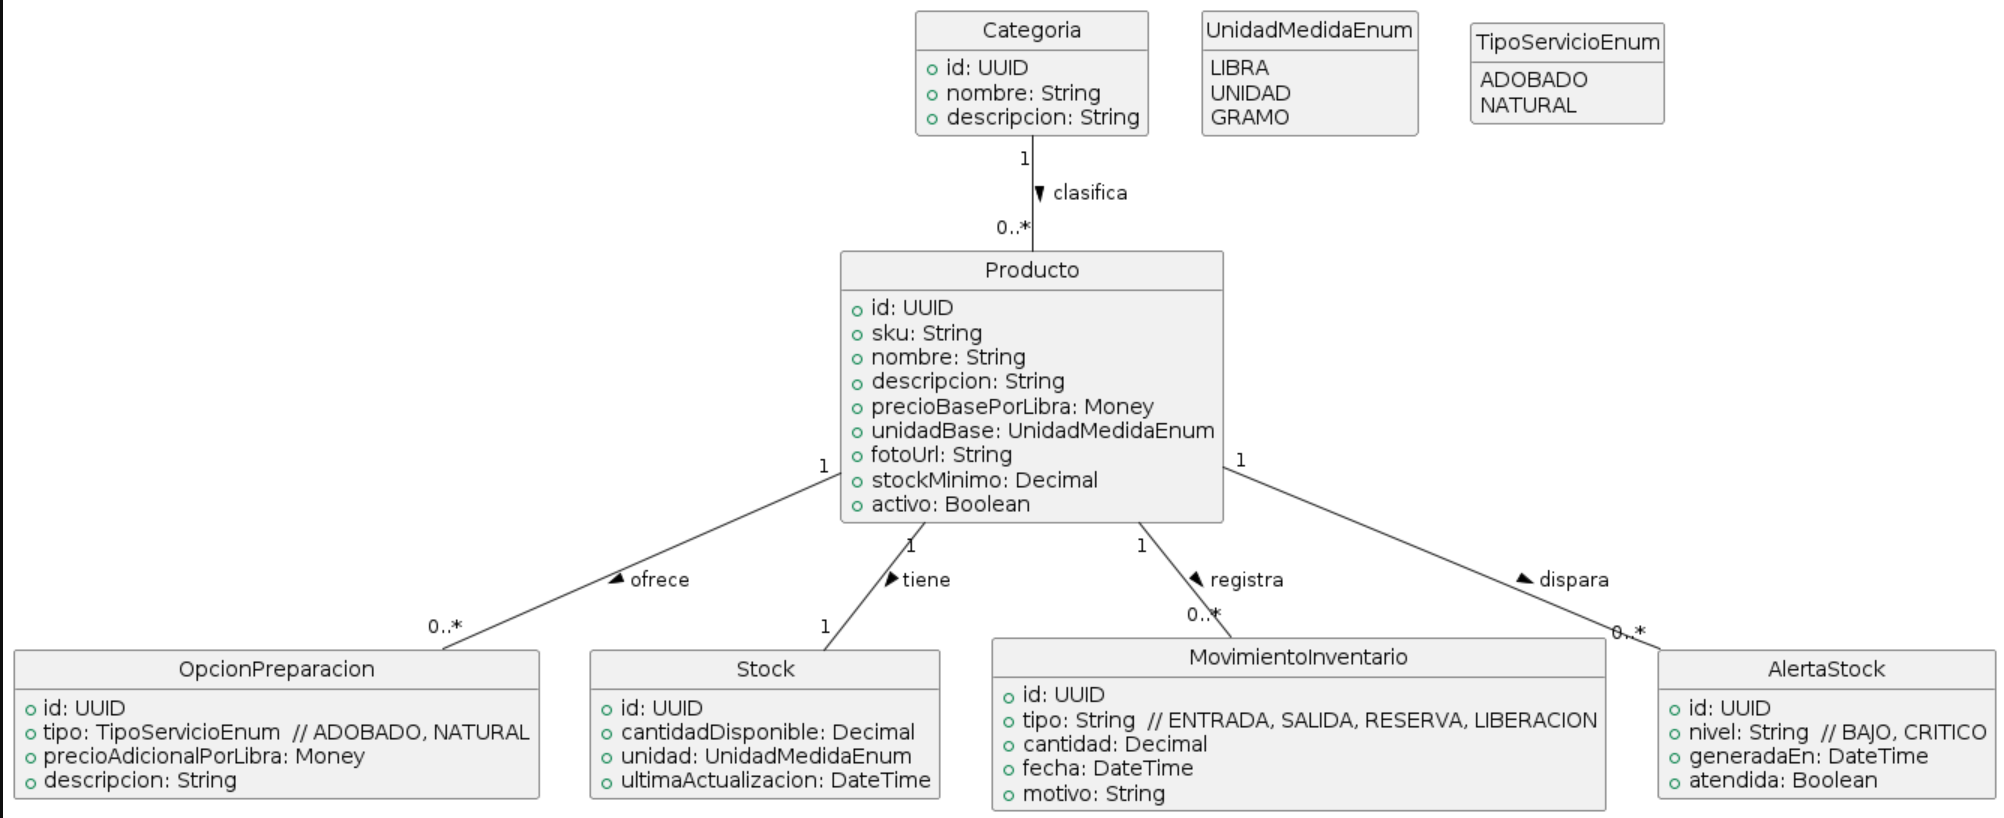 Categoria
id: UUID
nombre: String
descripcion: String
UnidadMedidaEnum
LIBRA
UNIDAD
GRAMO
TipoServicioEnum
ADOBADO
NATURAL
1
clasifica
0..*
Producto
id: UUID
sku: String
nombre: String
descripcion: String
precioBasePorLibra: Money
unidadBase: UnidadMedidaEnum
fotoUrl: String
stockMinimo: Decimal
activo: Boolean
1
ofrece
0..*
1
tiene
1
1
registra
0..*
1
dispara
0..*
OpcionPreparacion
id: UUID
tipo: TipoServicioEnum // ADOBADO, NATURAL
precioAdicionalPorLibra: Money
descripcion: String
Stock
id: UUID
cantidadDisponible: Decimal
unidad: UnidadMedidaEnum
ultimaActualizacion: DateTime
MovimientoInventario
id: UUID
tipo: String // ENTRADA, SALIDA, RESERVA, LIBERACION
cantidad: Decimal
fecha: DateTime
motivo: String
AlertaStock
id: UUID
nivel: String // BAJO, CRITICO
generadaEn: DateTime
atendida: Boolean